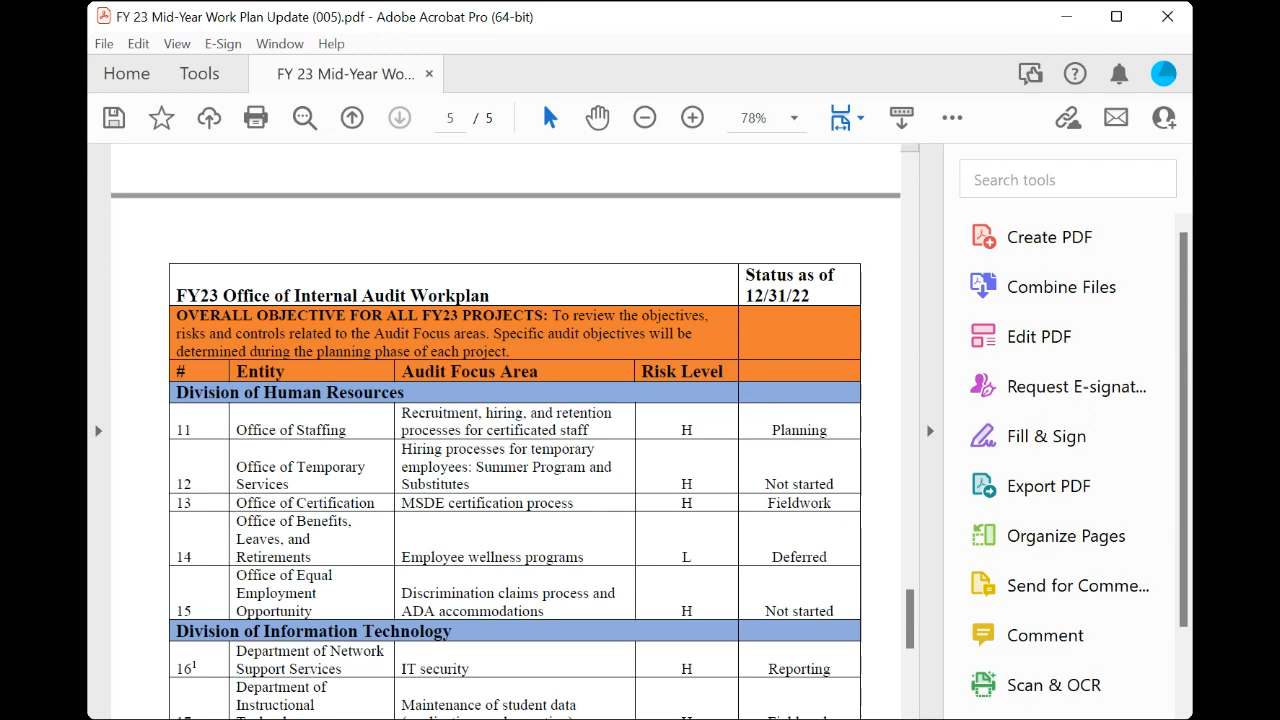 FY 23 Mid-Year Work Plan Update (005).pdf - Adobe Acrobat Pro (64-bit)
File Edit View E-Sign Window Help
Home Tools FY 23 Mid-Year Wo... ×
5 / 5 78%
Search tools
Create PDF
Combine Files
Edit PDF
Request E-signat...
Fill & Sign
Export PDF
Organize Pages
Send for Comme...
Comment
Scan & OCR
FY23 Office of Internal Audit Workplan
Status as of
12/31/22
OVERALL OBJECTIVE FOR ALL FY23 PROJECTS: To review the objectives,
risks and controls related to the Audit Focus areas. Specific audit objectives will be
determined during the planning phase of each project.
# Entity Audit Focus Area Risk Level
Division of Human Resources
Recruitment, hiring, and retention
11 Office of Staffing processes for certificated staff H Planning
Hiring processes for temporary
Office of Temporary employees: Summer Program and
12 Services Substitutes H Not started
13 Office of Certification MSDE certification process H Fieldwork
Office of Benefits,
Leaves, and
14 Retirements Employee wellness programs L Deferred
Office of Equal
Employment Discrimination claims process and
15 Opportunity ADA accommodations H Not started
Division of Information Technology
Department of Network
16¹ Support Services IT security H Reporting
Department of
Instructional Maintenance of student data